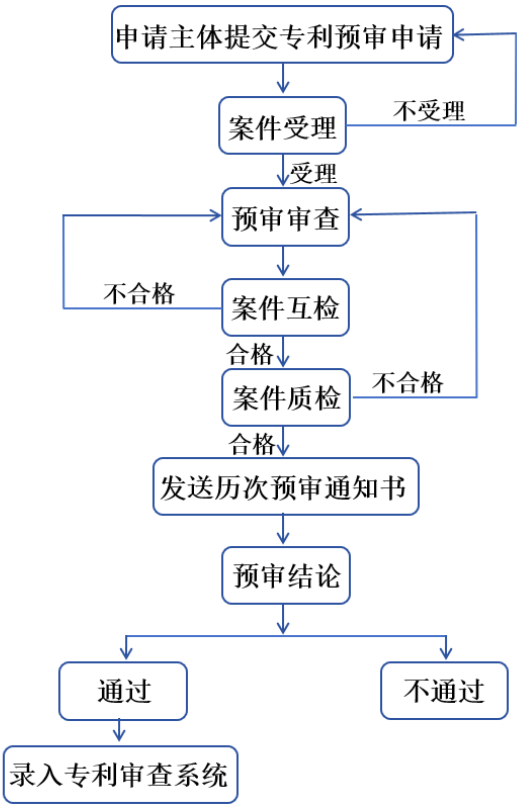 申请主体提交专利预审申请
不受理
案件受理
受理
预审审查
不合格
案件互检
合格
不合格
案件质检
合格
发送历次预审通知书
预审结论
通过
不通过
录入专利审查系统